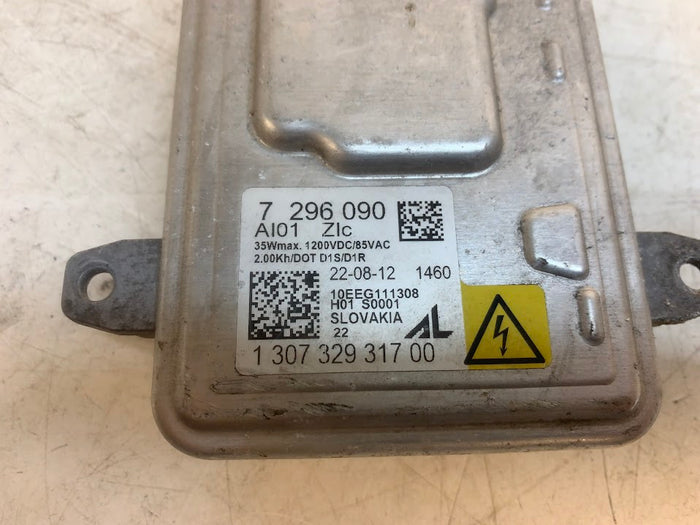 7 296 090
AI01 ZIc
35Wmax. 1200VDC/85VAC
2.00Kh/DOT D1S/D1R
22-08-12 1460
10EEG111308
H01 S0001
SLOVAKIA
22 AL
1 307 329 317 00